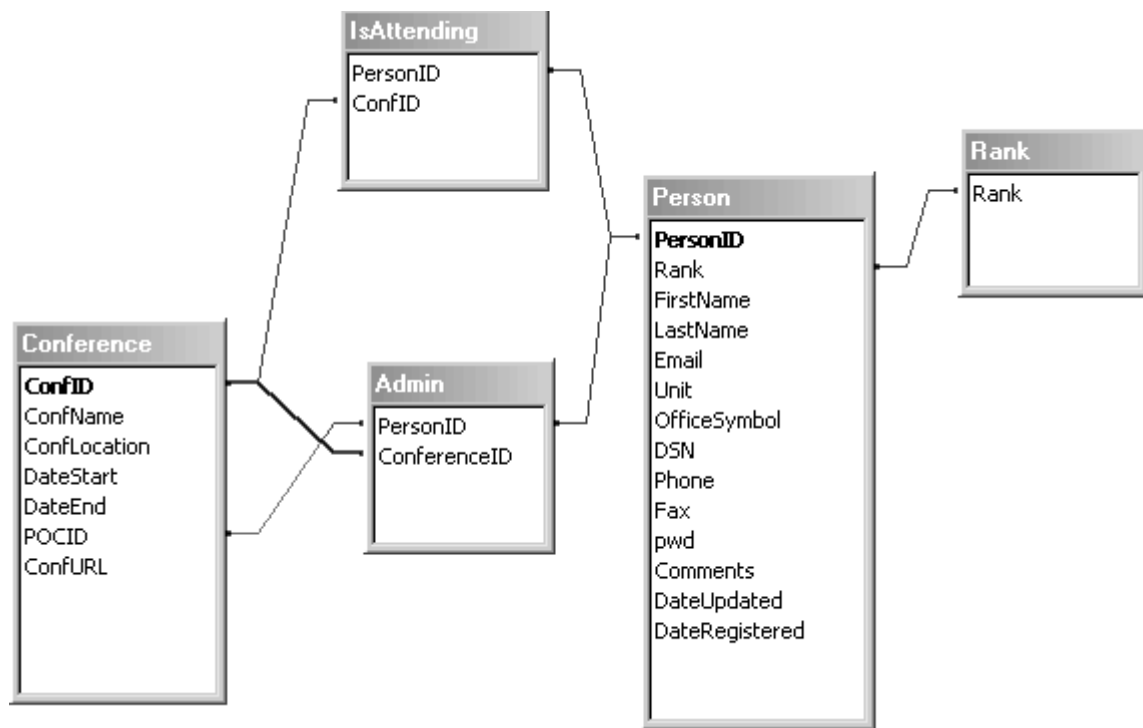 IsAttending
PersonID
ConfID
Rank
Rank
Person
PersonID
Rank
FirstName
LastName
Email
Unit
OfficeSymbol
DSN
Phone
Fax
pwd
Comments
DateUpdated
DateRegistered
Conference
ConfID
ConfName
ConfLocation
DateStart
DateEnd
POCID
ConfURL
Admin
PersonID
ConferenceID